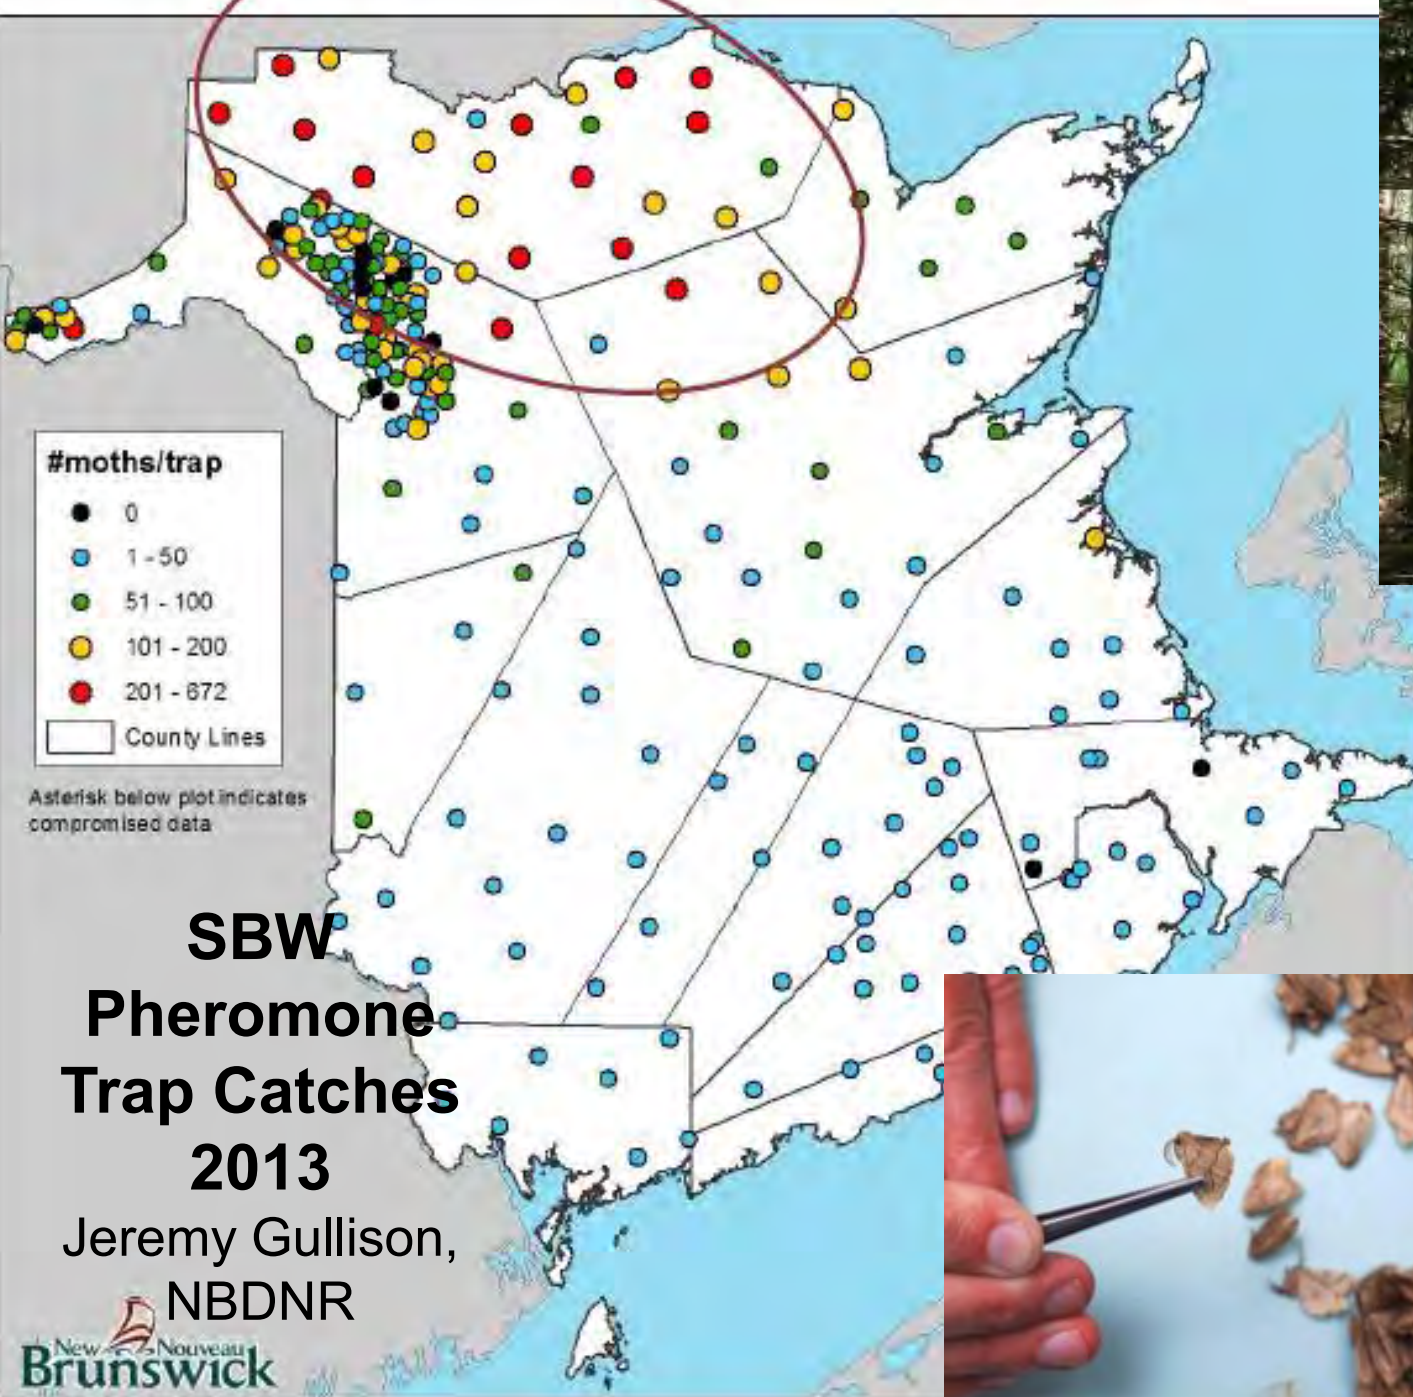 #moths/trap
0
1 - 50
51 - 100
101 - 200
201 - 672
County Lines
Asterisk below plot indicates
compromised data
SBW
Pheromone
Trap Catches
2013
Jeremy Gullison,
NBDNR
New Nouveau
Brunswick